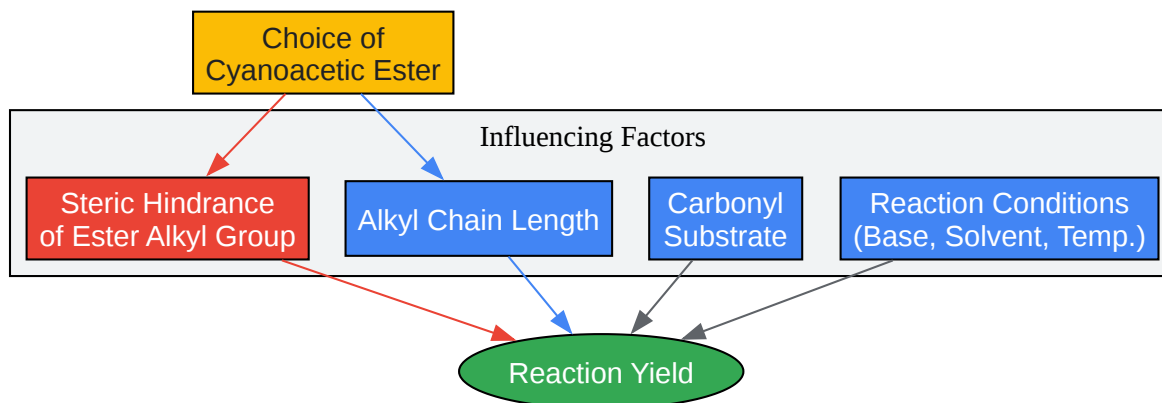 Choice of
Cyanoacetic Ester
Influencing Factors
Steric Hindrance
of Ester Alkyl Group
Alkyl Chain Length
Carbonyl
Substrate
Reaction Conditions
(Base, Solvent, Temp.)
Reaction Yield